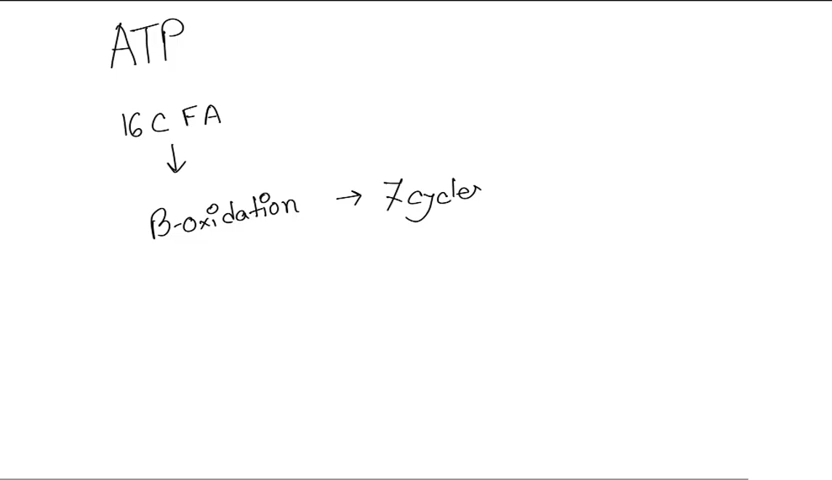 ATP
16 C FA
↓
β-oxidation → 7 cycles